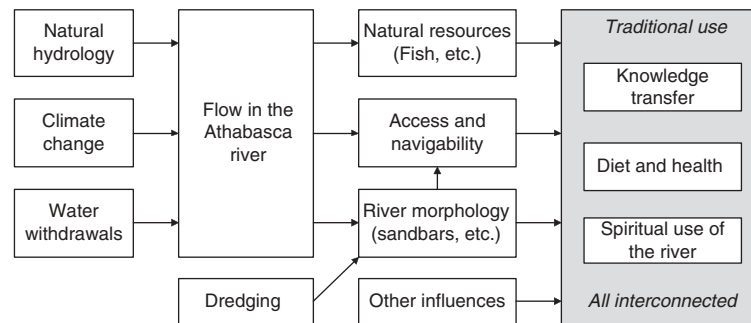 Natural
hydrology
Climate
change
Water
withdrawals
Flow in the
Athabasca
river
Dredging
Natural resources
(Fish, etc.)
Access and
navigability
River morphology
(sandbars, etc.)
Other influences
Traditional use
Knowledge
transfer
Diet and health
Spiritual use of
the river
All interconnected